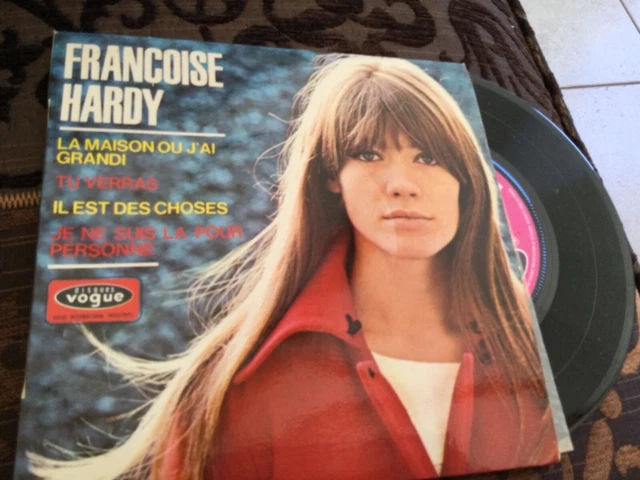 FRANÇOISE
HARDY
LA MAISON OU J'AI
GRANDI
TU VERRAS
IL EST DES CHOSES
JE NE SUIS LA POUR
PERSONNE
DISQUES
vogue